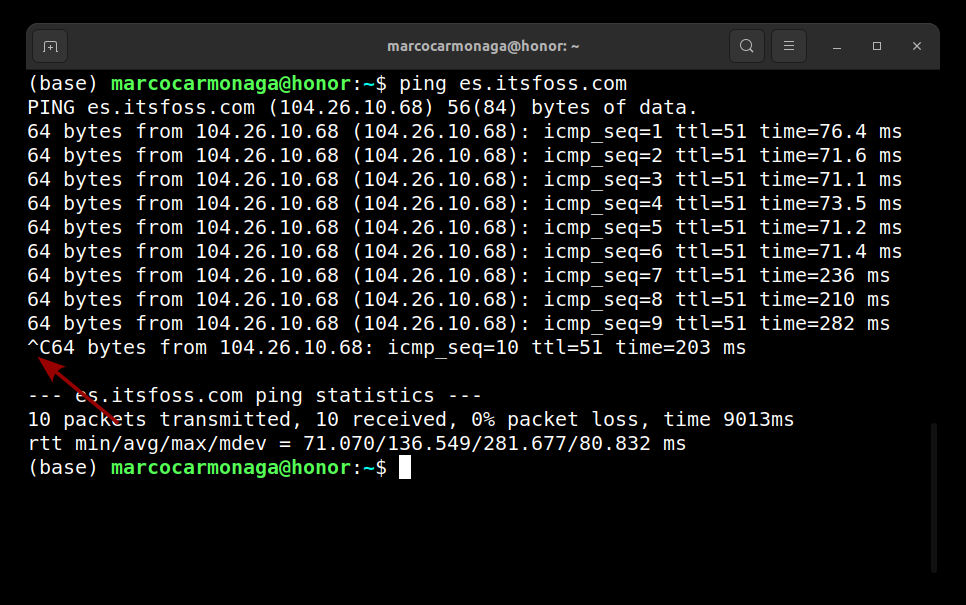 marcocarmonaga@honor: ~
(base) marcocarmonaga@honor:~$ ping es.itsfoss.com
PING es.itsfoss.com (104.26.10.68) 56(84) bytes of data.
64 bytes from 104.26.10.68 (104.26.10.68): icmp_seq=1 ttl=51 time=76.4 ms
64 bytes from 104.26.10.68 (104.26.10.68): icmp_seq=2 ttl=51 time=71.6 ms
64 bytes from 104.26.10.68 (104.26.10.68): icmp_seq=3 ttl=51 time=71.1 ms
64 bytes from 104.26.10.68 (104.26.10.68): icmp_seq=4 ttl=51 time=73.5 ms
64 bytes from 104.26.10.68 (104.26.10.68): icmp_seq=5 ttl=51 time=71.2 ms
64 bytes from 104.26.10.68 (104.26.10.68): icmp_seq=6 ttl=51 time=71.4 ms
64 bytes from 104.26.10.68 (104.26.10.68): icmp_seq=7 ttl=51 time=236 ms
64 bytes from 104.26.10.68 (104.26.10.68): icmp_seq=8 ttl=51 time=210 ms
64 bytes from 104.26.10.68 (104.26.10.68): icmp_seq=9 ttl=51 time=282 ms
^C64 bytes from 104.26.10.68: icmp_seq=10 ttl=51 time=203 ms
--- es.itsfoss.com ping statistics ---
10 packets transmitted, 10 received, 0% packet loss, time 9013ms
rtt min/avg/max/mdev = 71.070/136.549/281.677/80.832 ms
(base) marcocarmonaga@honor:~$